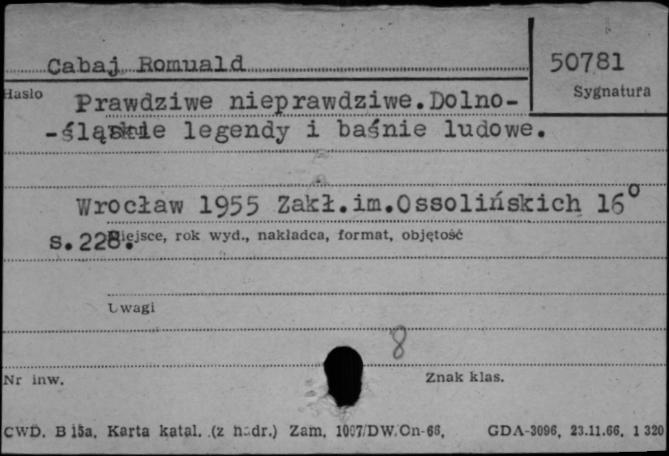 Cabaj Romuald
50781
Hasło
Sygnatura
Prawdziwe nieprawdziwe.Dolno-
-śląskie legendy i baśnie ludowe.
Wrocław 1955 Zakł.im.Ossolińskich 16°
s.228.
Miejsce, rok wyd., nakładca, format, objętość
Uwagi
8
Nr inw.
Znak klas.
CWD. B 15a, Karta katal. (z nadr.) Zam. 1007/DW/On-66, GDA-3096, 23.11.66, 1 320